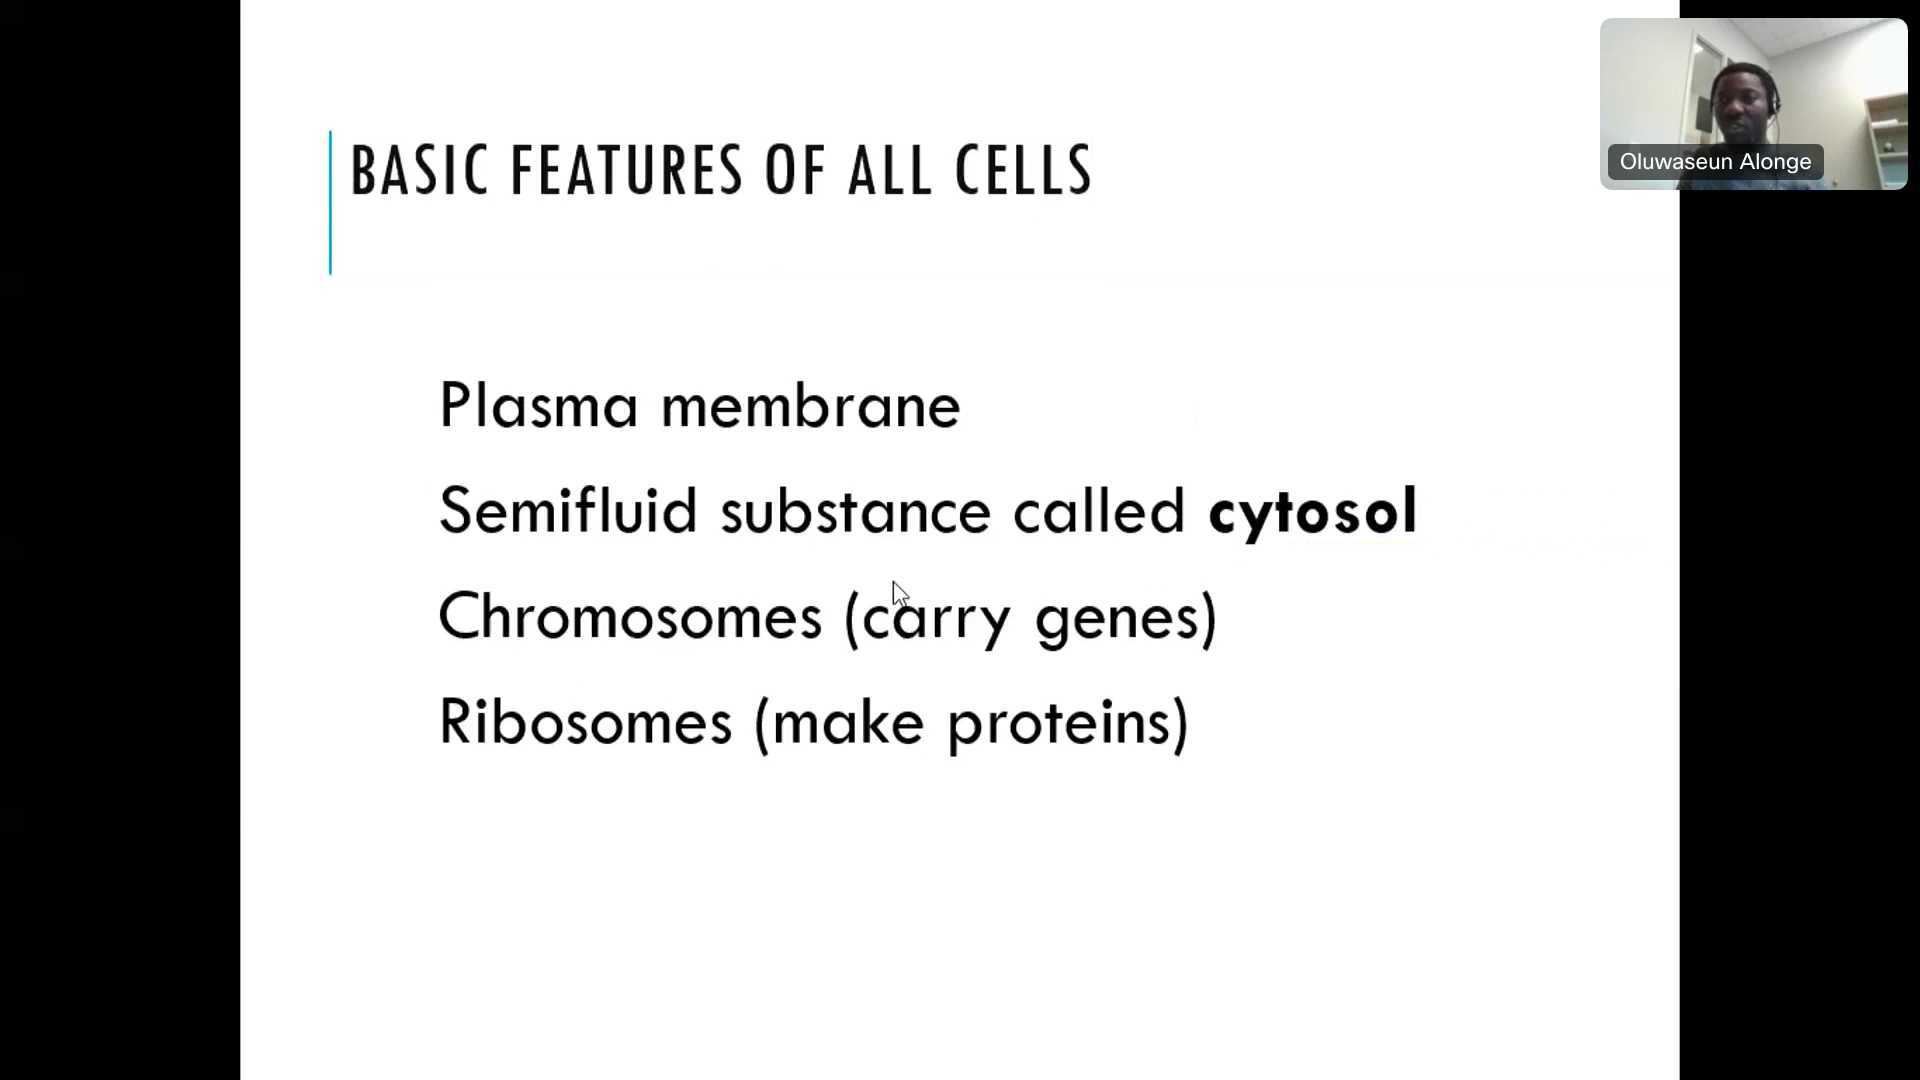 BASIC FEATURES OF ALL CELLS
Oluwaseun Alonge
Plasma membrane
Semifluid substance called cytosol
Chromosomes (carry genes)
Ribosomes (make proteins)